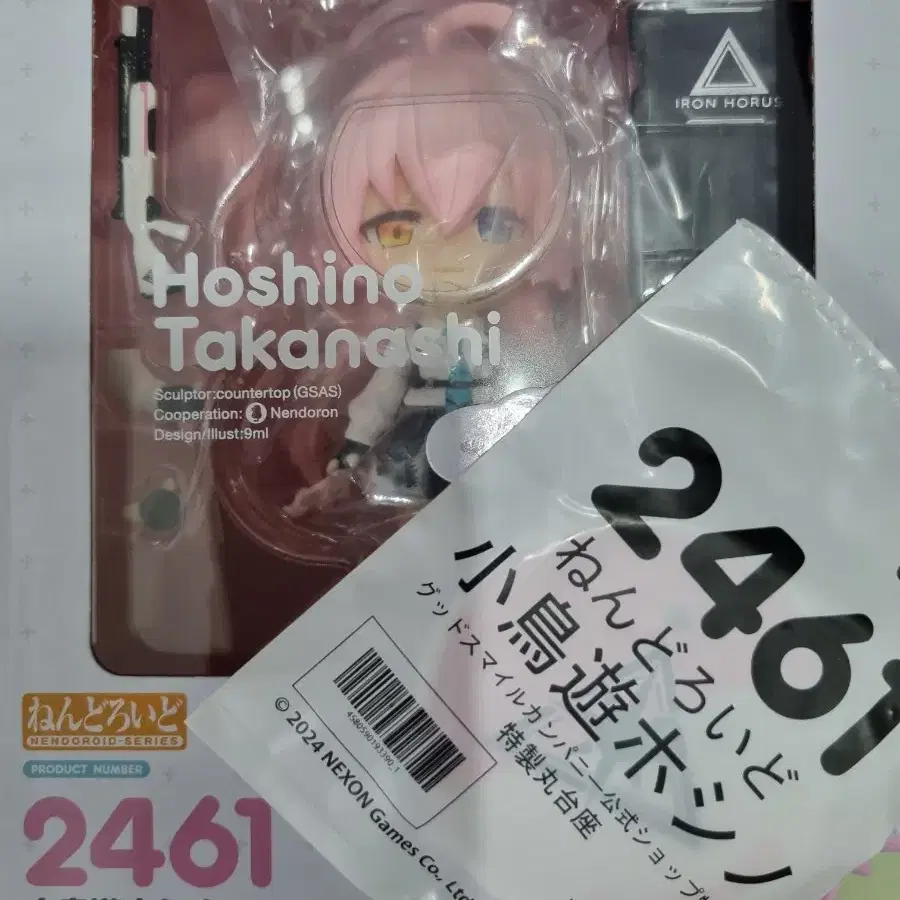 IRON HORUS
Hoshino
Takanashi
Sculptor:countertop (GSAS)
Cooperation: Nendoron
Design/Illust:9ml
2461
ねんどろいど
小鳥遊ホシノ
グッドスマイルカンパニー公式ショップ
特製丸台座
4580590193390_1
© 2024 NEXON Games Co., Ltd
ねんどろいど
NENDOROID-SERIES
PRODUCT NUMBER
2461